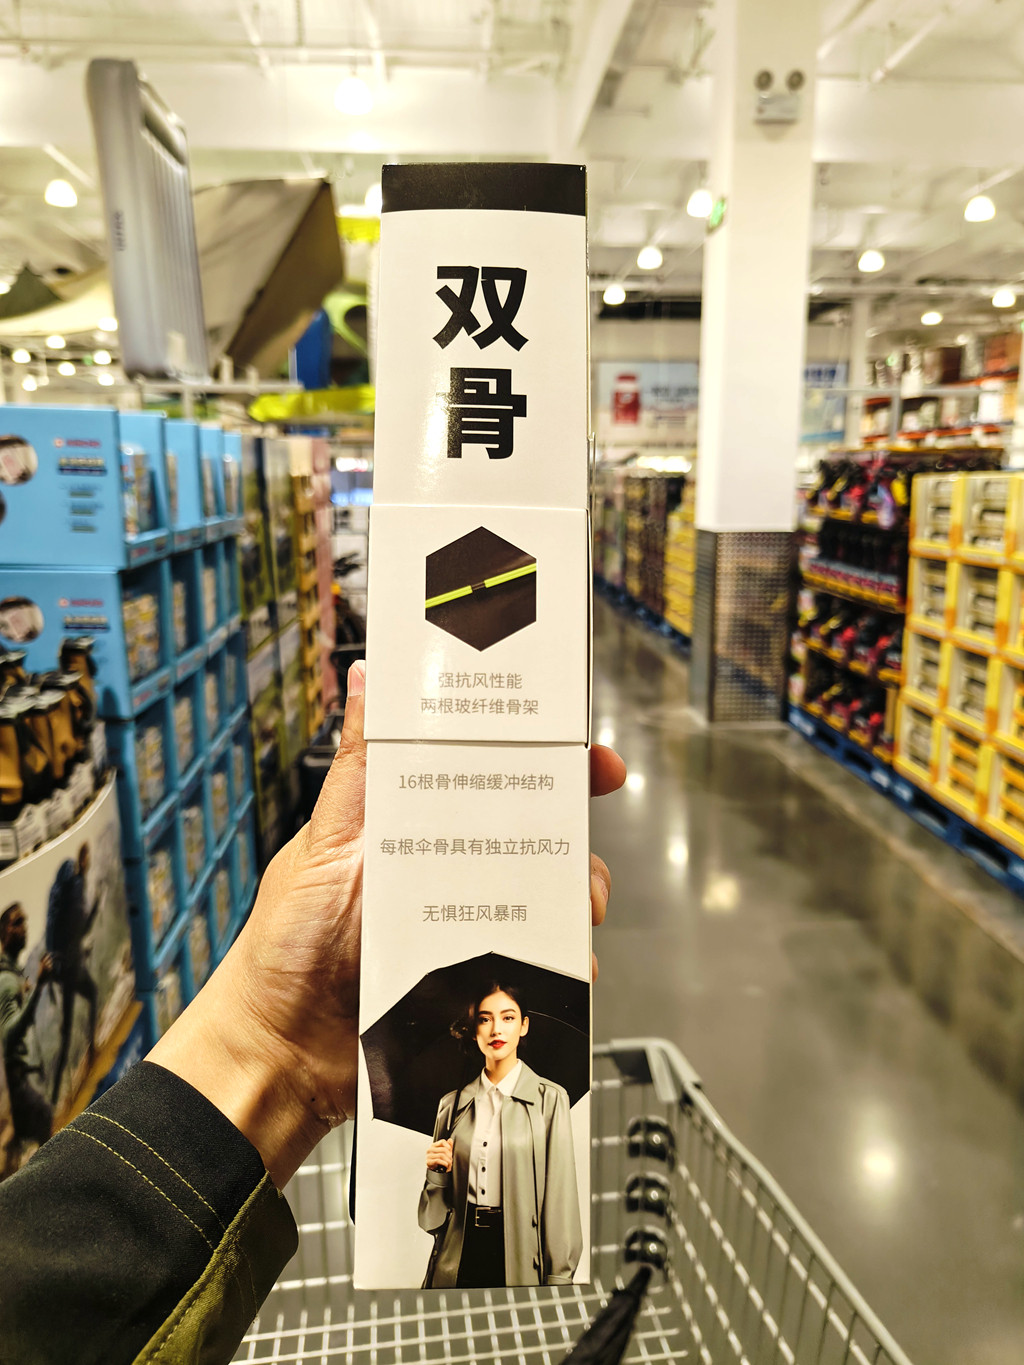 双
骨
强抗风性能
两根玻纤维骨架
16根骨伸缩缓冲结构
每根伞骨具有独立抗风力
无惧狂风暴雨